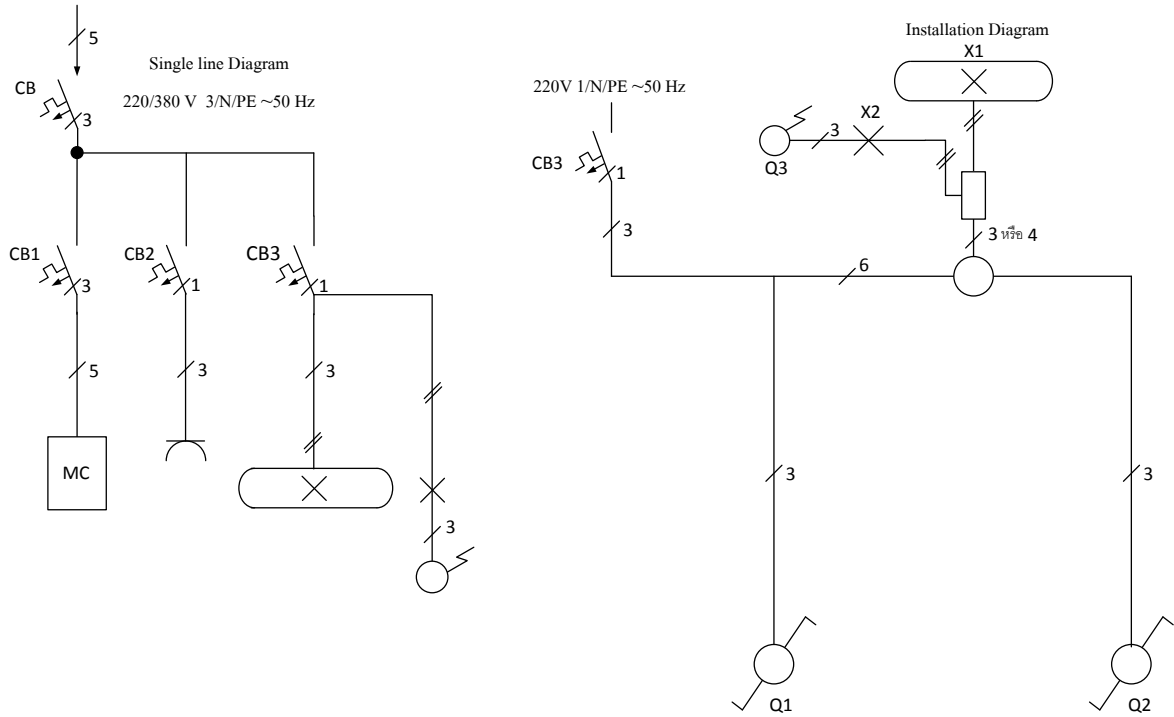 5
Single line Diagram
CB
220/380 V 3/N/PE ~50 Hz
3
CB1
3
CB2
1
CB3
1
5
3
3
MC
3
Installation Diagram
X1
220V 1/N/PE ~50 Hz
X2
3
Q3
CB3
1
3
3 หรือ 4
6
3
3
Q1
Q2